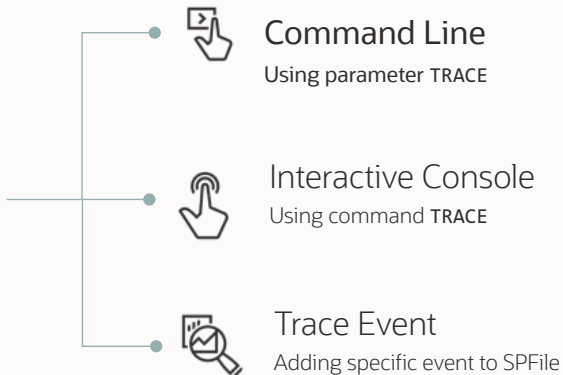 Command Line
Using parameter TRACE
Interactive Console
Using command TRACE
Trace Event
Adding specific event to SPFile